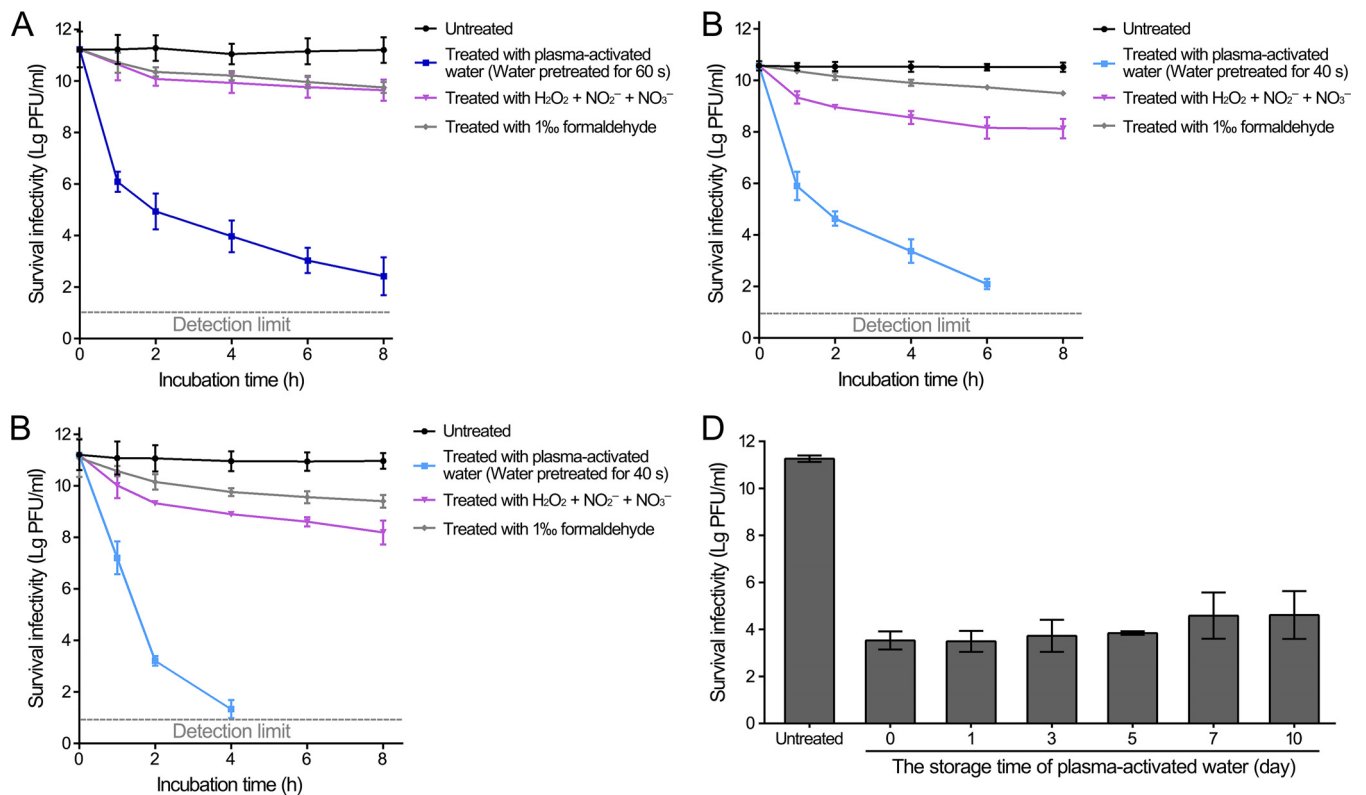 A
Survival infectivity (Lg PFU/ml)
12
10
8
6
4
2
0
Detection limit
0 2 4 6 8
Incubation time (h)
Untreated
Treated with plasma-activated
water (Water pretreated for 60 s)
Treated with H₂O₂ + NO₂⁻ + NO₃⁻
Treated with 1‰ formaldehyde
B
Survival infectivity (Lg PFU/ml)
12
10
8
6
4
2
0
Detection limit
0 2 4 6 8
Incubation time (h)
Untreated
Treated with plasma-activated
water (Water pretreated for 40 s)
Treated with H₂O₂ + NO₂⁻ + NO₃⁻
Treated with 1‰ formaldehyde
B
Survival infectivity (Lg PFU/ml)
12
10
8
6
4
2
0
Detection limit
0 2 4 6 8
Incubation time (h)
Untreated
Treated with plasma-activated
water (Water pretreated for 40 s)
Treated with H₂O₂ + NO₂⁻ + NO₃⁻
Treated with 1‰ formaldehyde
D
Survival infectivity (Lg PFU/ml)
12
10
8
6
4
2
0
Untreated 0 1 3 5 7 10
The storage time of plasma-activated water (day)